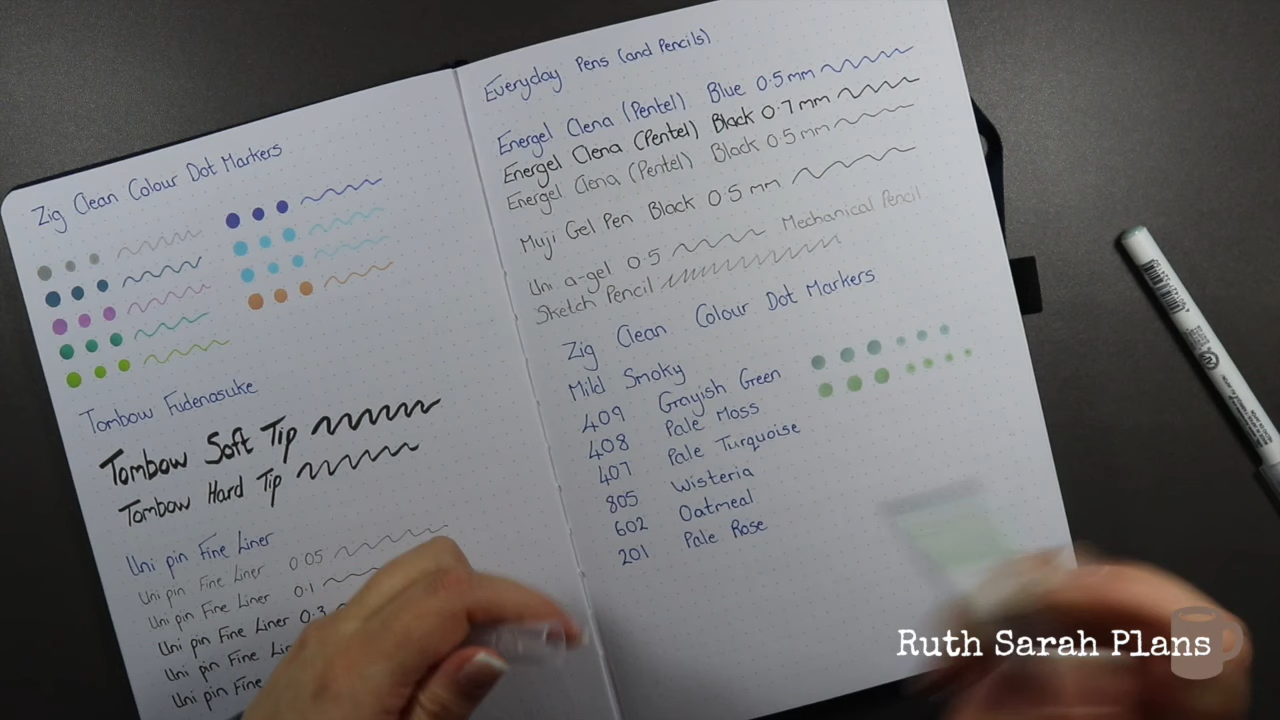 Zig Clean Colour Dot Markers
Tombow Fudenosuke
Tombow Soft Tip
Tombow Hard Tip
Uni pin Fine Liner
Uni pin Fine Liner 0.05
Uni pin Fine Liner 0.1
Uni pin Fine Liner 0.3
Uni pin Fine Lin
Uni pin Fine
Everyday Pens (and Pencils)
Energel Clena (Pentel) Blue 0.5mm
Energel Clena (Pentel) Black 0.7mm
Energel Clena (Pentel) Black 0.5mm
Muji Gel Pen Black 0.5mm
Uni a-gel 0.5 Mechanical Pencil
Sketch Pencil
Zig Clean Colour Dot Markers
Mild Smoky
409 Grayish Green
408 Pale Moss
407 Pale Turquoise
805 Wisteria
602 Oatmeal
201 Pale Rose
Ruth Sarah Plans